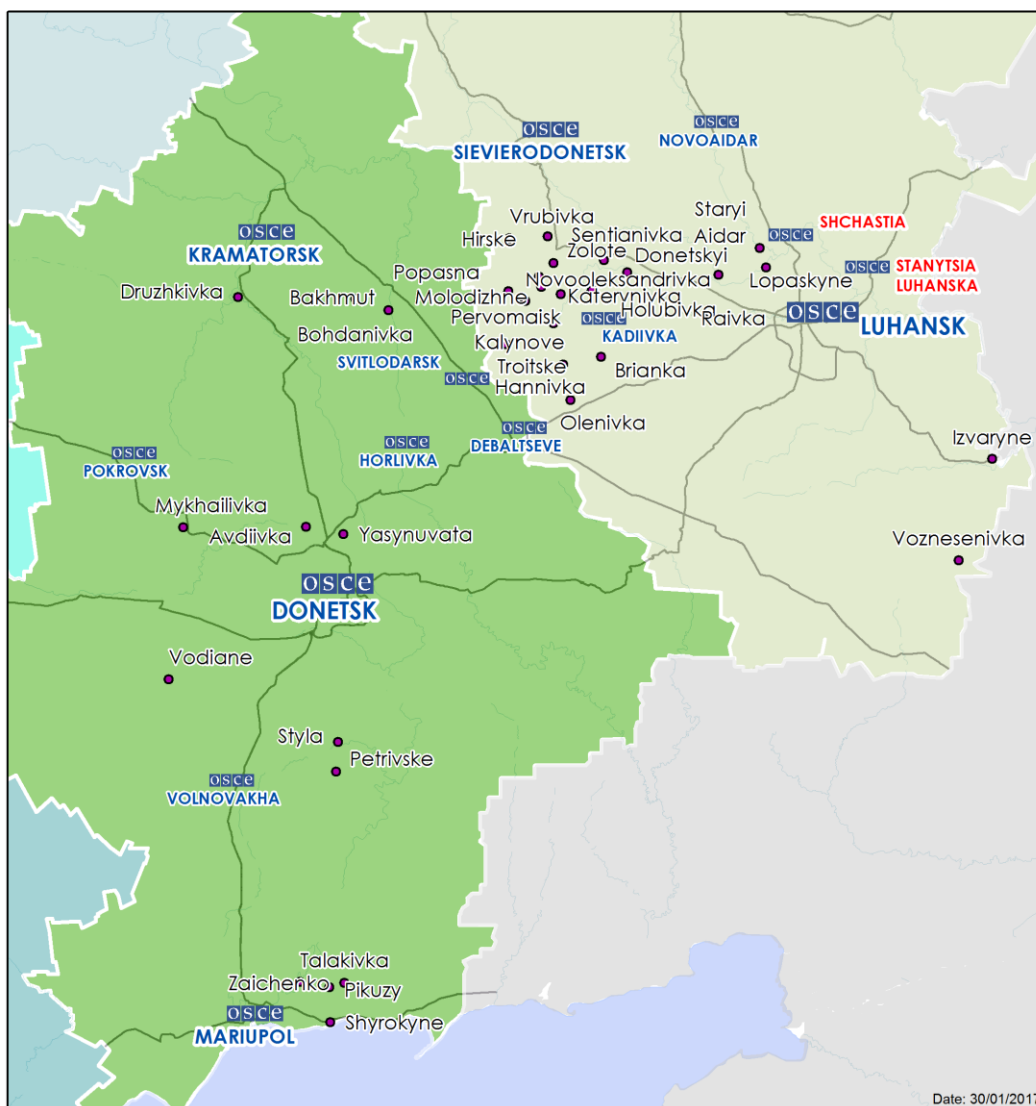 osce
SIEVIERODONETSK
osce
NOVOAIDAR
Staryi
Aidar
SHCHASTIA
osce
Vrubivka
Sentianivka
Hirske
Zolote
Donetskyi
osce
KRAMATORSK
Popasna
Novooleksandrivka
Lopaskyne
osce
STANYTSIA
LUHANSKA
Druzhkivka
Bakhmut
Molodizhne
Katerynivka
Holubivka
Raivka
osce
LUHANSK
Bohdanivka
Pervomaisk
osce
KADIIVKA
Kalynove
SVITLODARSK
osce
Troitske
Brianka
Hannivka
Olenivka
osce
DEBALTSEVE
osce
HORLIVKA
osce
POKROVSK
Izvaryne
Mykhailivka
Avdiivka
Yasynuvata
Voznesenivka
osce
DONETSK
Vodiane
Styla
Petrivske
osce
VOLNOVAKHA
Talakivka
Zaichenko
Pikuzy
osce
MARIUPOL
Shyrokyne
Date: 30/01/2017